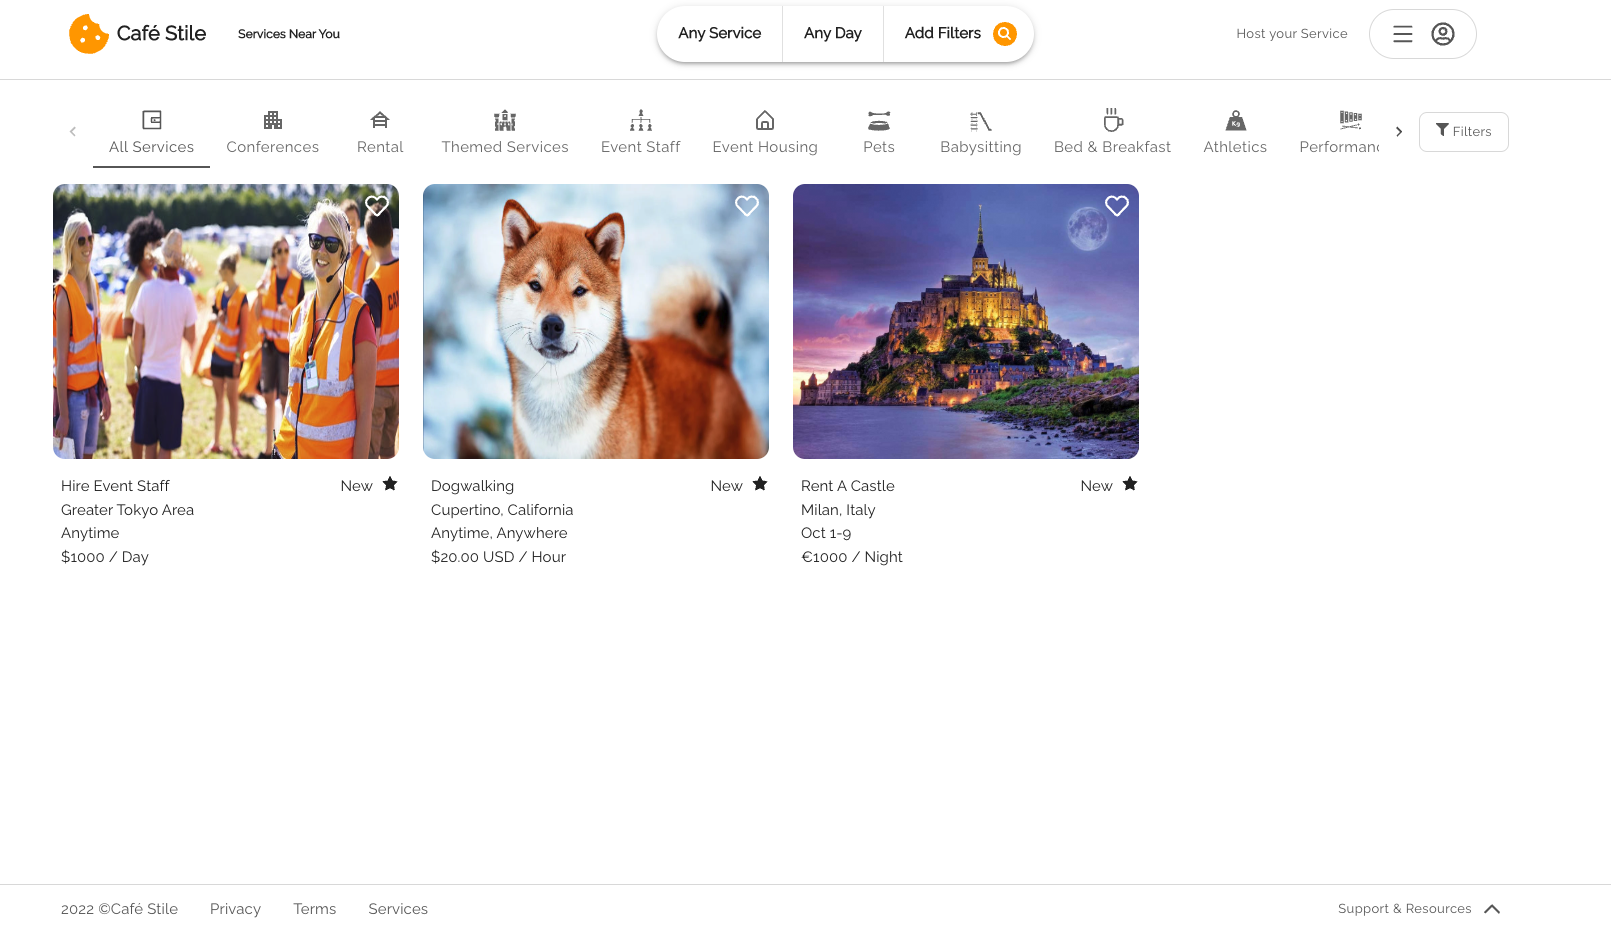 Café Stile
Services Near You
Any Service
Any Day
Add Filters
Host your Service
All Services
Conferences
Rental
Themed Services
Event Staff
Event Housing
Pets
Babysitting
Bed & Breakfast
Kg
Athletics
Performanc
Filters
CA
Hire Event Staff
New
Greater Tokyo Area
Anytime
$1000 / Day
Dogwalking
New
Cupertino, California
Anytime, Anywhere
$20.00 USD / Hour
Rent A Castle
New
Milan, Italy
Oct 1-9
€1000 / Night
2022 ©Café Stile
Privacy
Terms
Services
Support & Resources